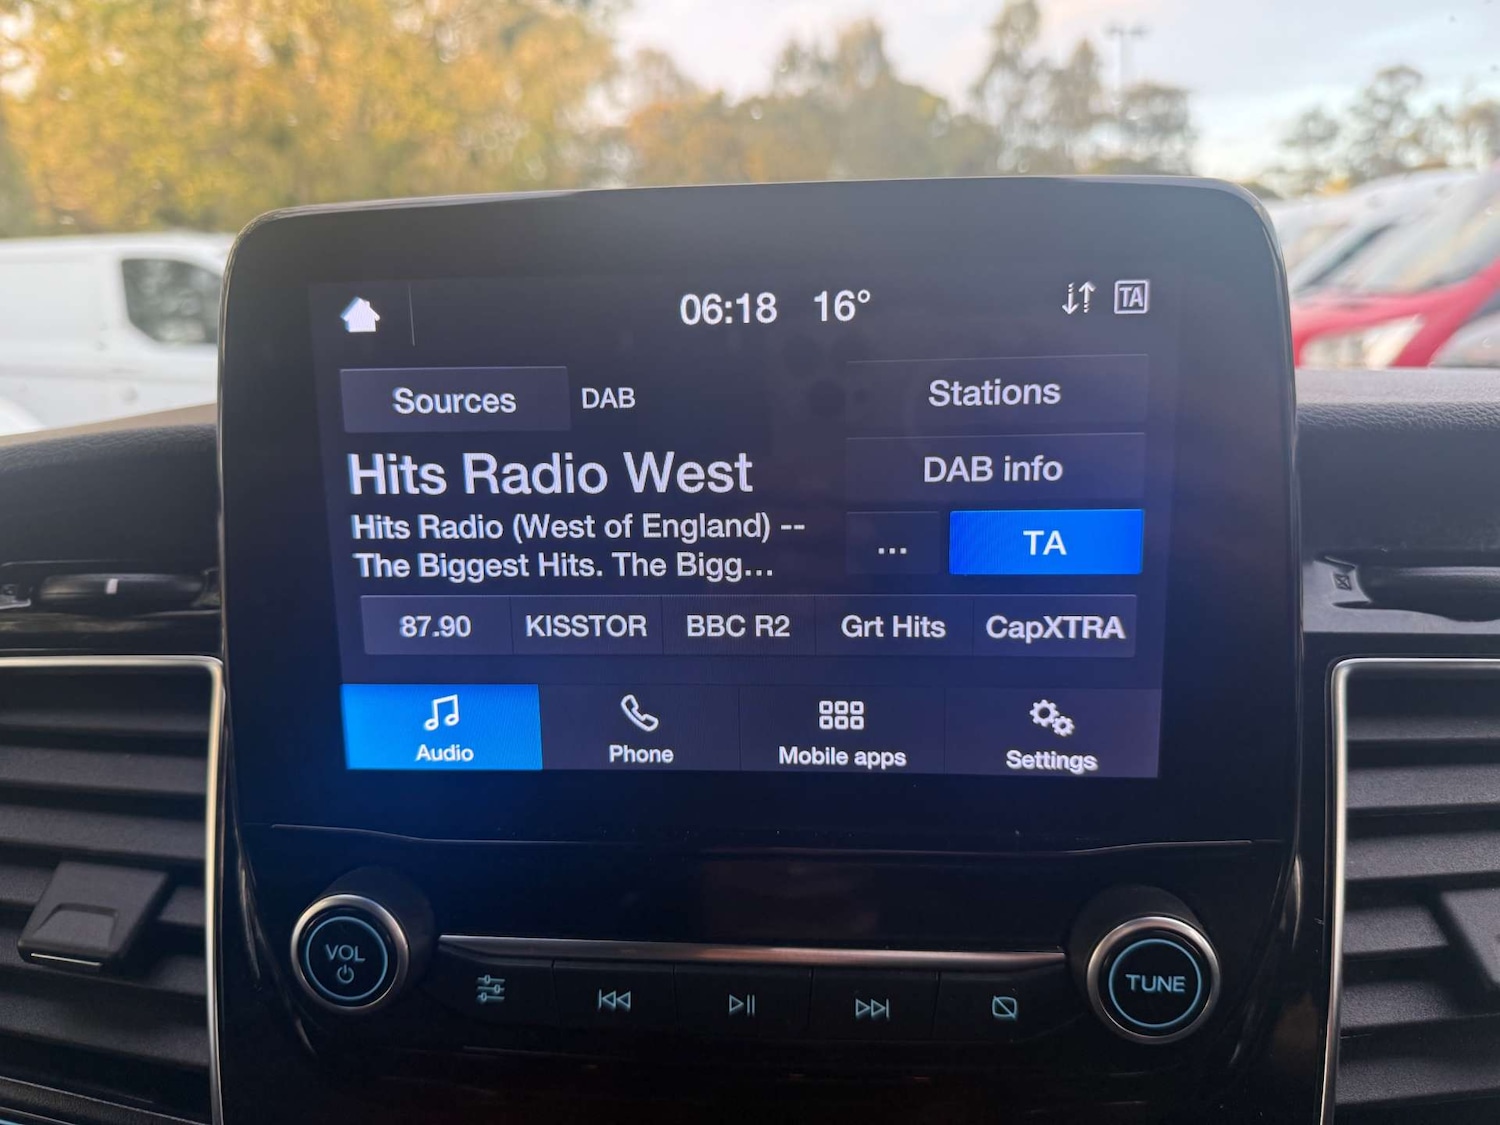 06:18 16° TA
Sources DAB Stations
Hits Radio West DAB info
Hits Radio (West of England) --
The Biggest Hits. The Bigg...
... TA
87.90 KISSTOR BBC R2 Grt Hits CapXTRA
Audio Phone Mobile apps Settings
VOL TUNE